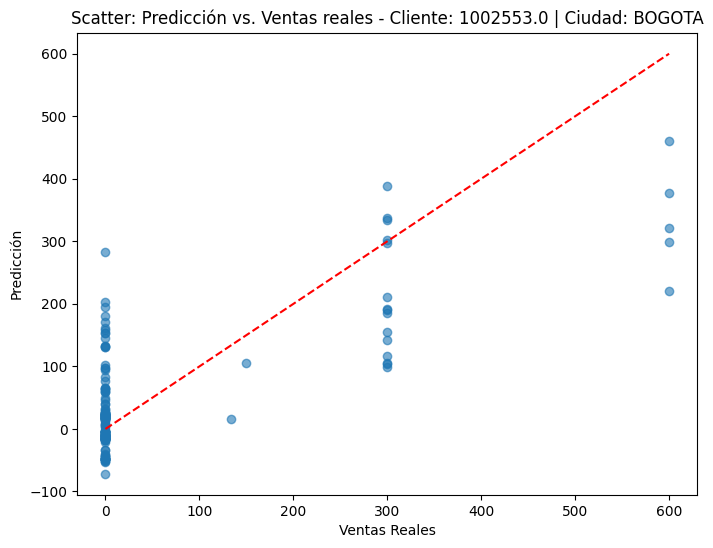 Scatter: Predicción vs. Ventas reales - Cliente: 1002553.0 | Ciudad: BOGOTA
600
500
400
300
200
100
0
−100
Predicción
0 100 200 300 400 500 600
Ventas Reales